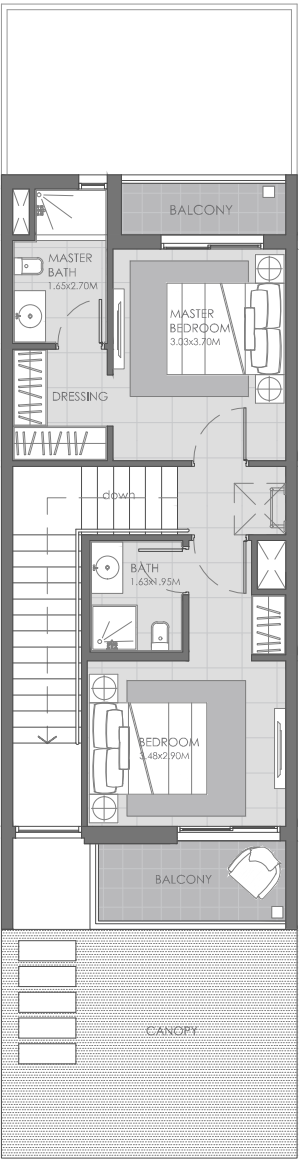 BALCONY
MASTER
BATH
1.65x2.70M
MASTER
BEDROOM
3.03x3.70M
DRESSING
down
BATH
1.63x1.95M
BEDROOM
3.48x2.90M
BALCONY
CANOPY